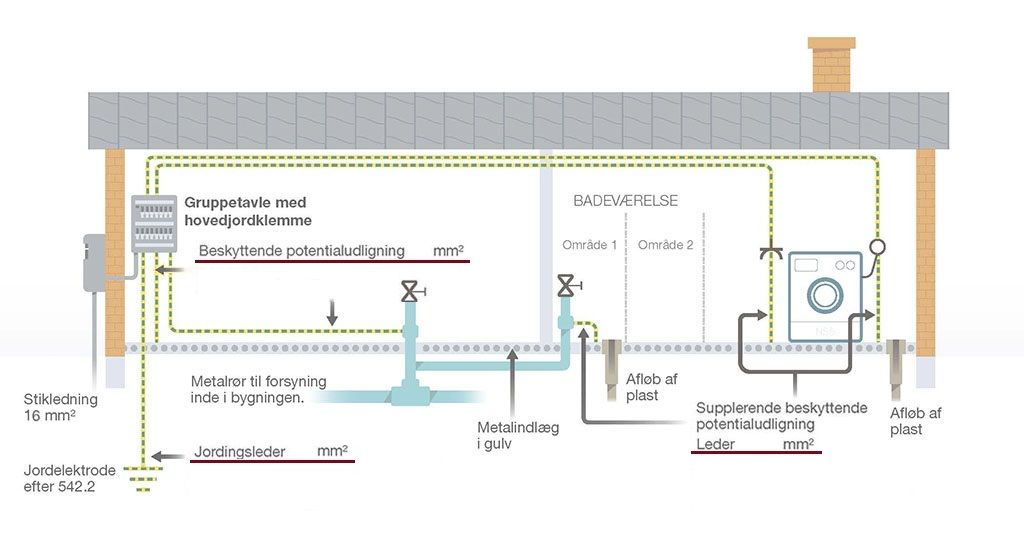 Gruppetavle med
hovedjordklemme
Beskyttende potentialudligning mm²
BADEVÆRELSE
Område 1
Område 2
Metalrør til forsyning
inde i bygningen.
Stikledning
16 mm²
Metalindlæg
i gulv
Afløb af
plast
Supplerende beskyttende
potentialudligning
Leder mm²
Afløb af
plast
Jordingsleder mm²
Jordelektrode
efter 542.2